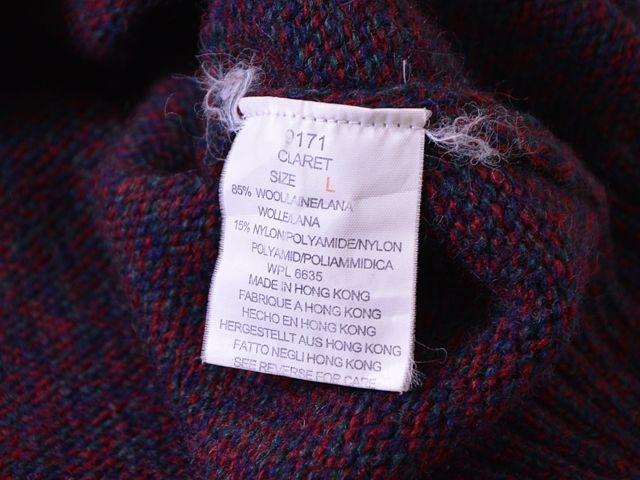 9171
CLARET
SIZE L
85% WOOL/LAINE/LANA
WOLLE/LANA
15% NYLON/POLYAMIDE/NYLON
POLYAMID/POLIAMMIDICA
WPL 6635
MADE IN HONG KONG
FABRIQUE A HONG KONG
HECHO EN HONG KONG
HERGESTELLT AUS HONG KONG
FATTO NEGLI HONG KONG
SEE REVERSE FOR CARE